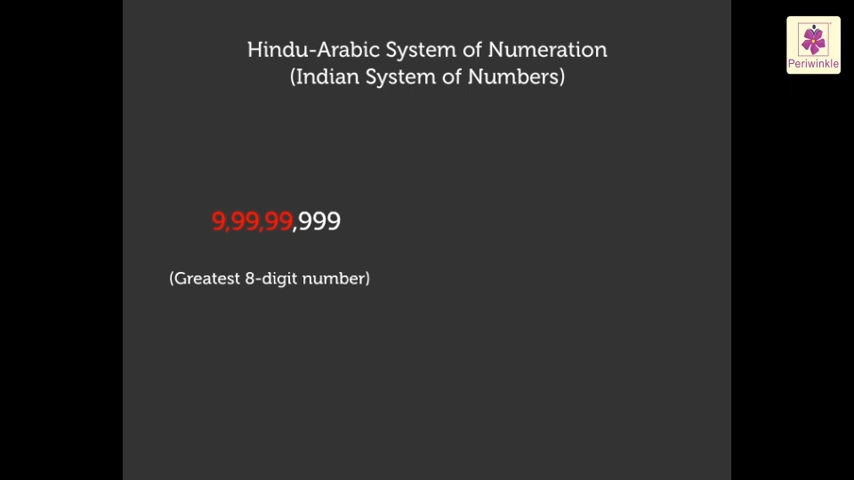 Hindu-Arabic System of Numeration
(Indian System of Numbers)
Periwinkle
9,99,99,999
(Greatest 8-digit number)